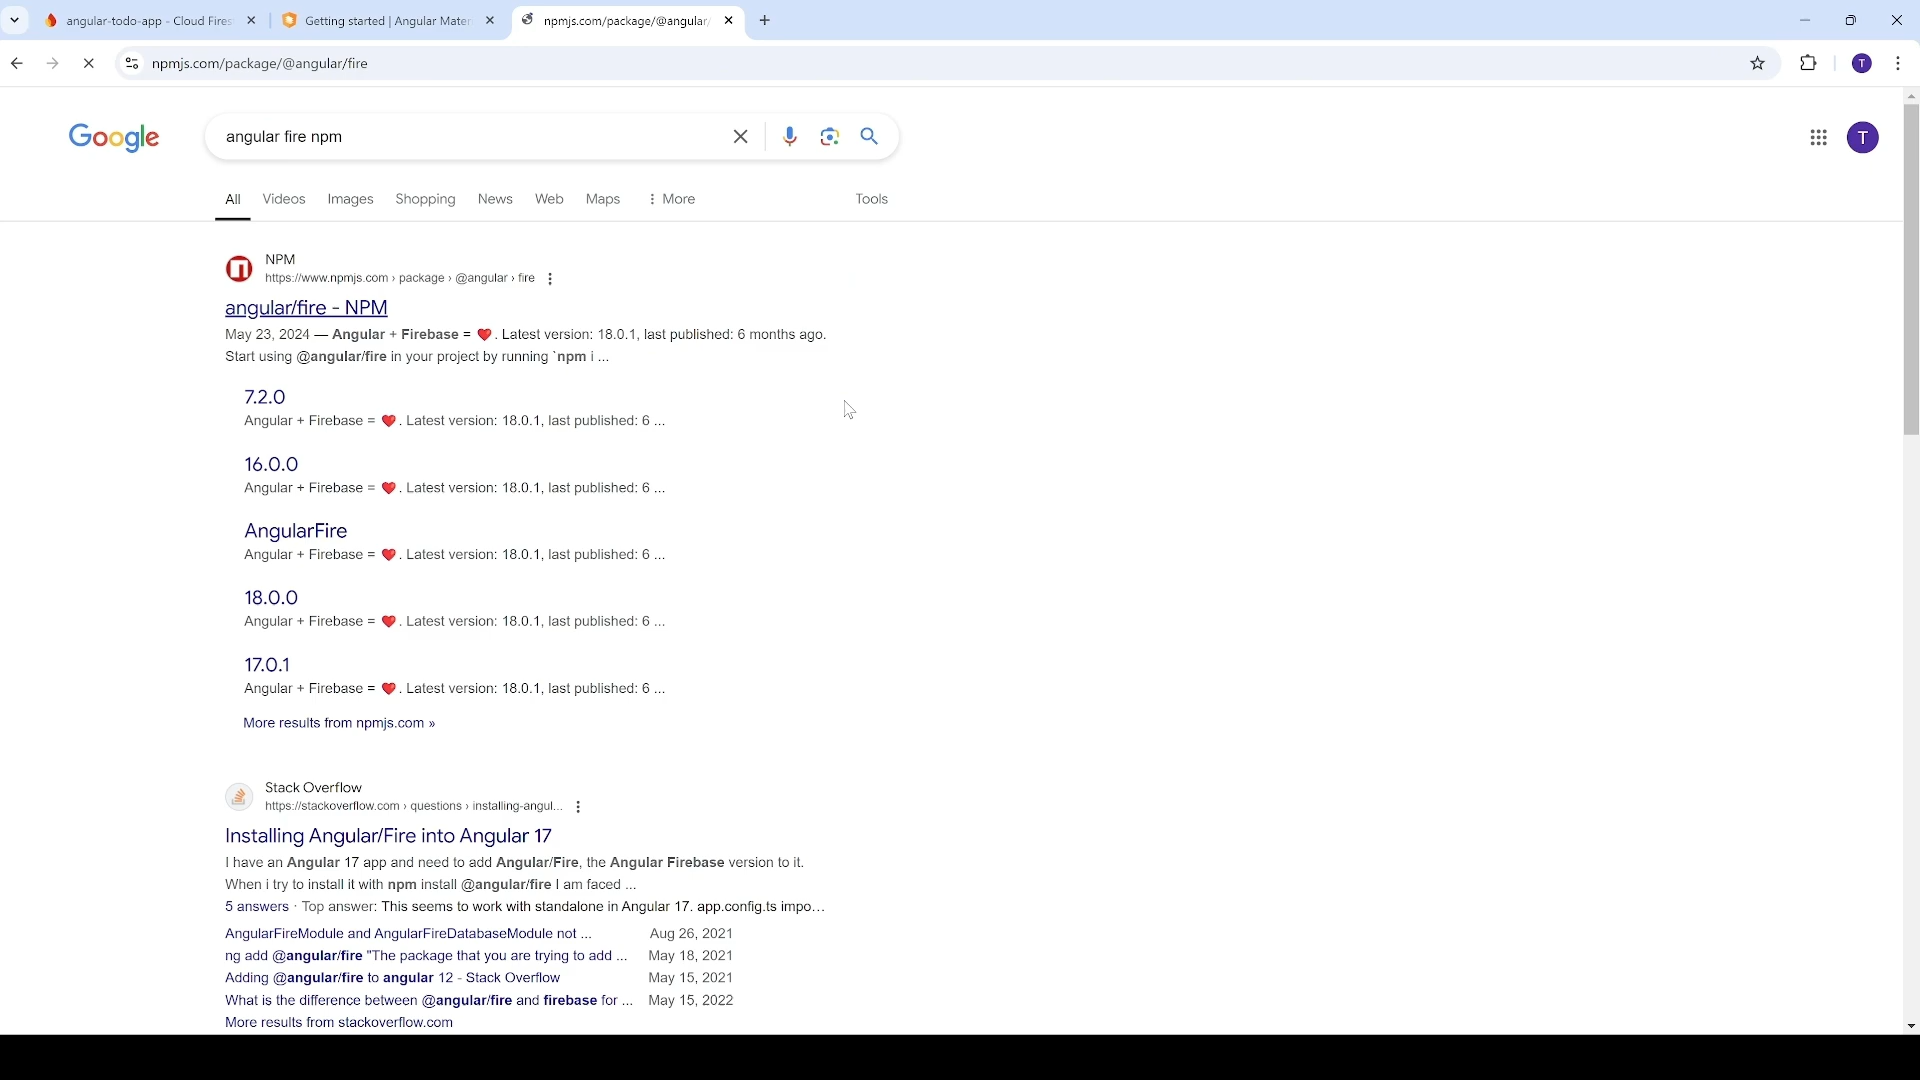 angular-todo-app - Cloud Fires
Getting started | Angular Mater
npmjs.com/package/@angular/
npmjs.com/package/@angular/fire
T
Google
angular fire npm
T
All
Videos
Images
Shopping
News
Web
Maps
More
Tools
NPM
https://www.npmjs.com › package › @angular › fire
angular/fire - NPM
May 23, 2024 — Angular + Firebase = ❤️. Latest version: 18.0.1, last published: 6 months ago.
Start using @angular/fire in your project by running `npm i ...
7.2.0
Angular + Firebase = ❤️. Latest version: 18.0.1, last published: 6 ...
16.0.0
Angular + Firebase = ❤️. Latest version: 18.0.1, last published: 6 ...
AngularFire
Angular + Firebase = ❤️. Latest version: 18.0.1, last published: 6 ...
18.0.0
Angular + Firebase = ❤️. Latest version: 18.0.1, last published: 6 ...
17.0.1
Angular + Firebase = ❤️. Latest version: 18.0.1, last published: 6 ...
More results from npmjs.com »
Stack Overflow
https://stackoverflow.com › questions › installing-angul...
Installing Angular/Fire into Angular 17
I have an Angular 17 app and need to add Angular/Fire, the Angular Firebase version to it.
When i try to install it with npm install @angular/fire I am faced ...
5 answers · Top answer: This seems to work with standalone in Angular 17. app.config.ts impo...
AngularFireModule and AngularFireDatabaseModule not ... Aug 26, 2021
ng add @angular/fire "The package that you are trying to add ... May 18, 2021
Adding @angular/fire to angular 12 - Stack Overflow May 15, 2021
What is the difference between @angular/fire and firebase for ... May 15, 2022
More results from stackoverflow.com